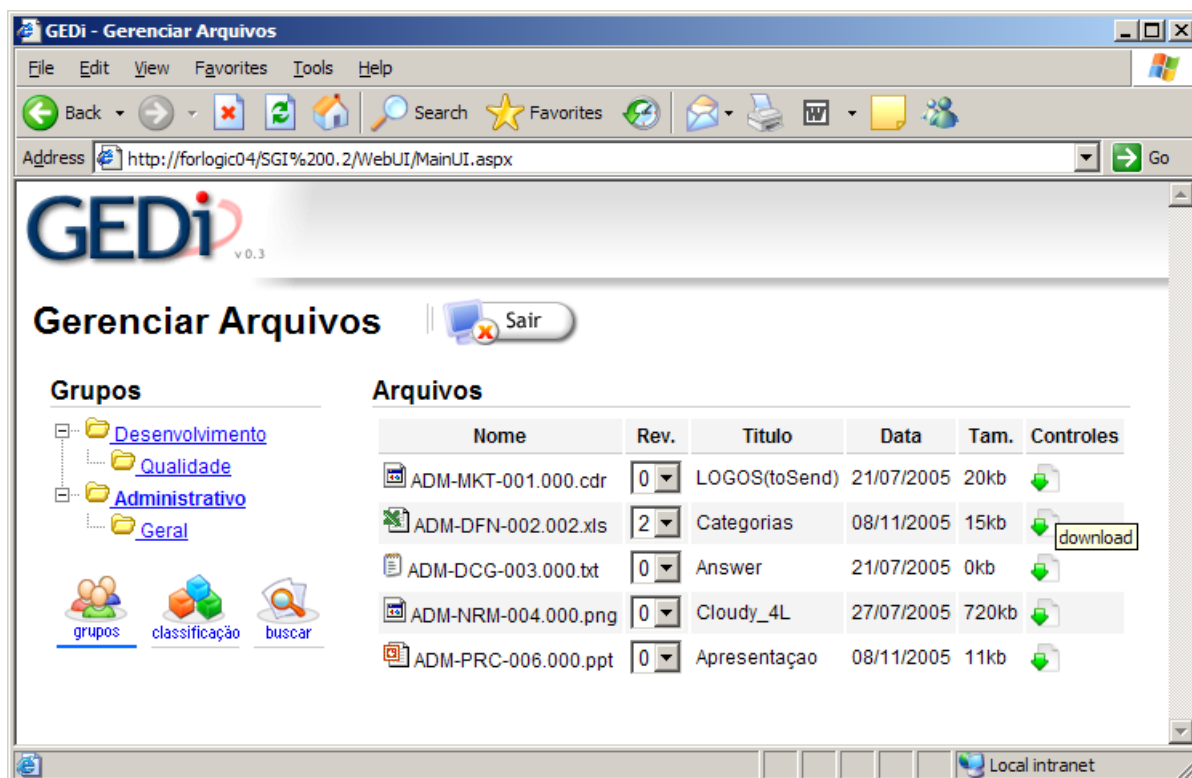 GEDi - Gerenciar Arquivos
File Edit View Favorites Tools Help
Back Search Favorites
Address http://forlogic04/SGI%200.2/WebUI/MainUI.aspx Go
GEDi v 0.3
Gerenciar Arquivos Sair
Grupos
Desenvolvimento
Qualidade
Administrativo
Geral
grupos classificação buscar
Arquivos
Nome Rev. Titulo Data Tam. Controles
ADM-MKT-001.000.cdr 0 LOGOS(toSend) 21/07/2005 20kb
ADM-DFN-002.002.xls 2 Categorias 08/11/2005 15kb
download
ADM-DCG-003.000.txt 0 Answer 21/07/2005 0kb
ADM-NRM-004.000.png 0 Cloudy_4L 27/07/2005 720kb
ADM-PRC-006.000.ppt 0 Apresentaçao 08/11/2005 11kb
Local intranet